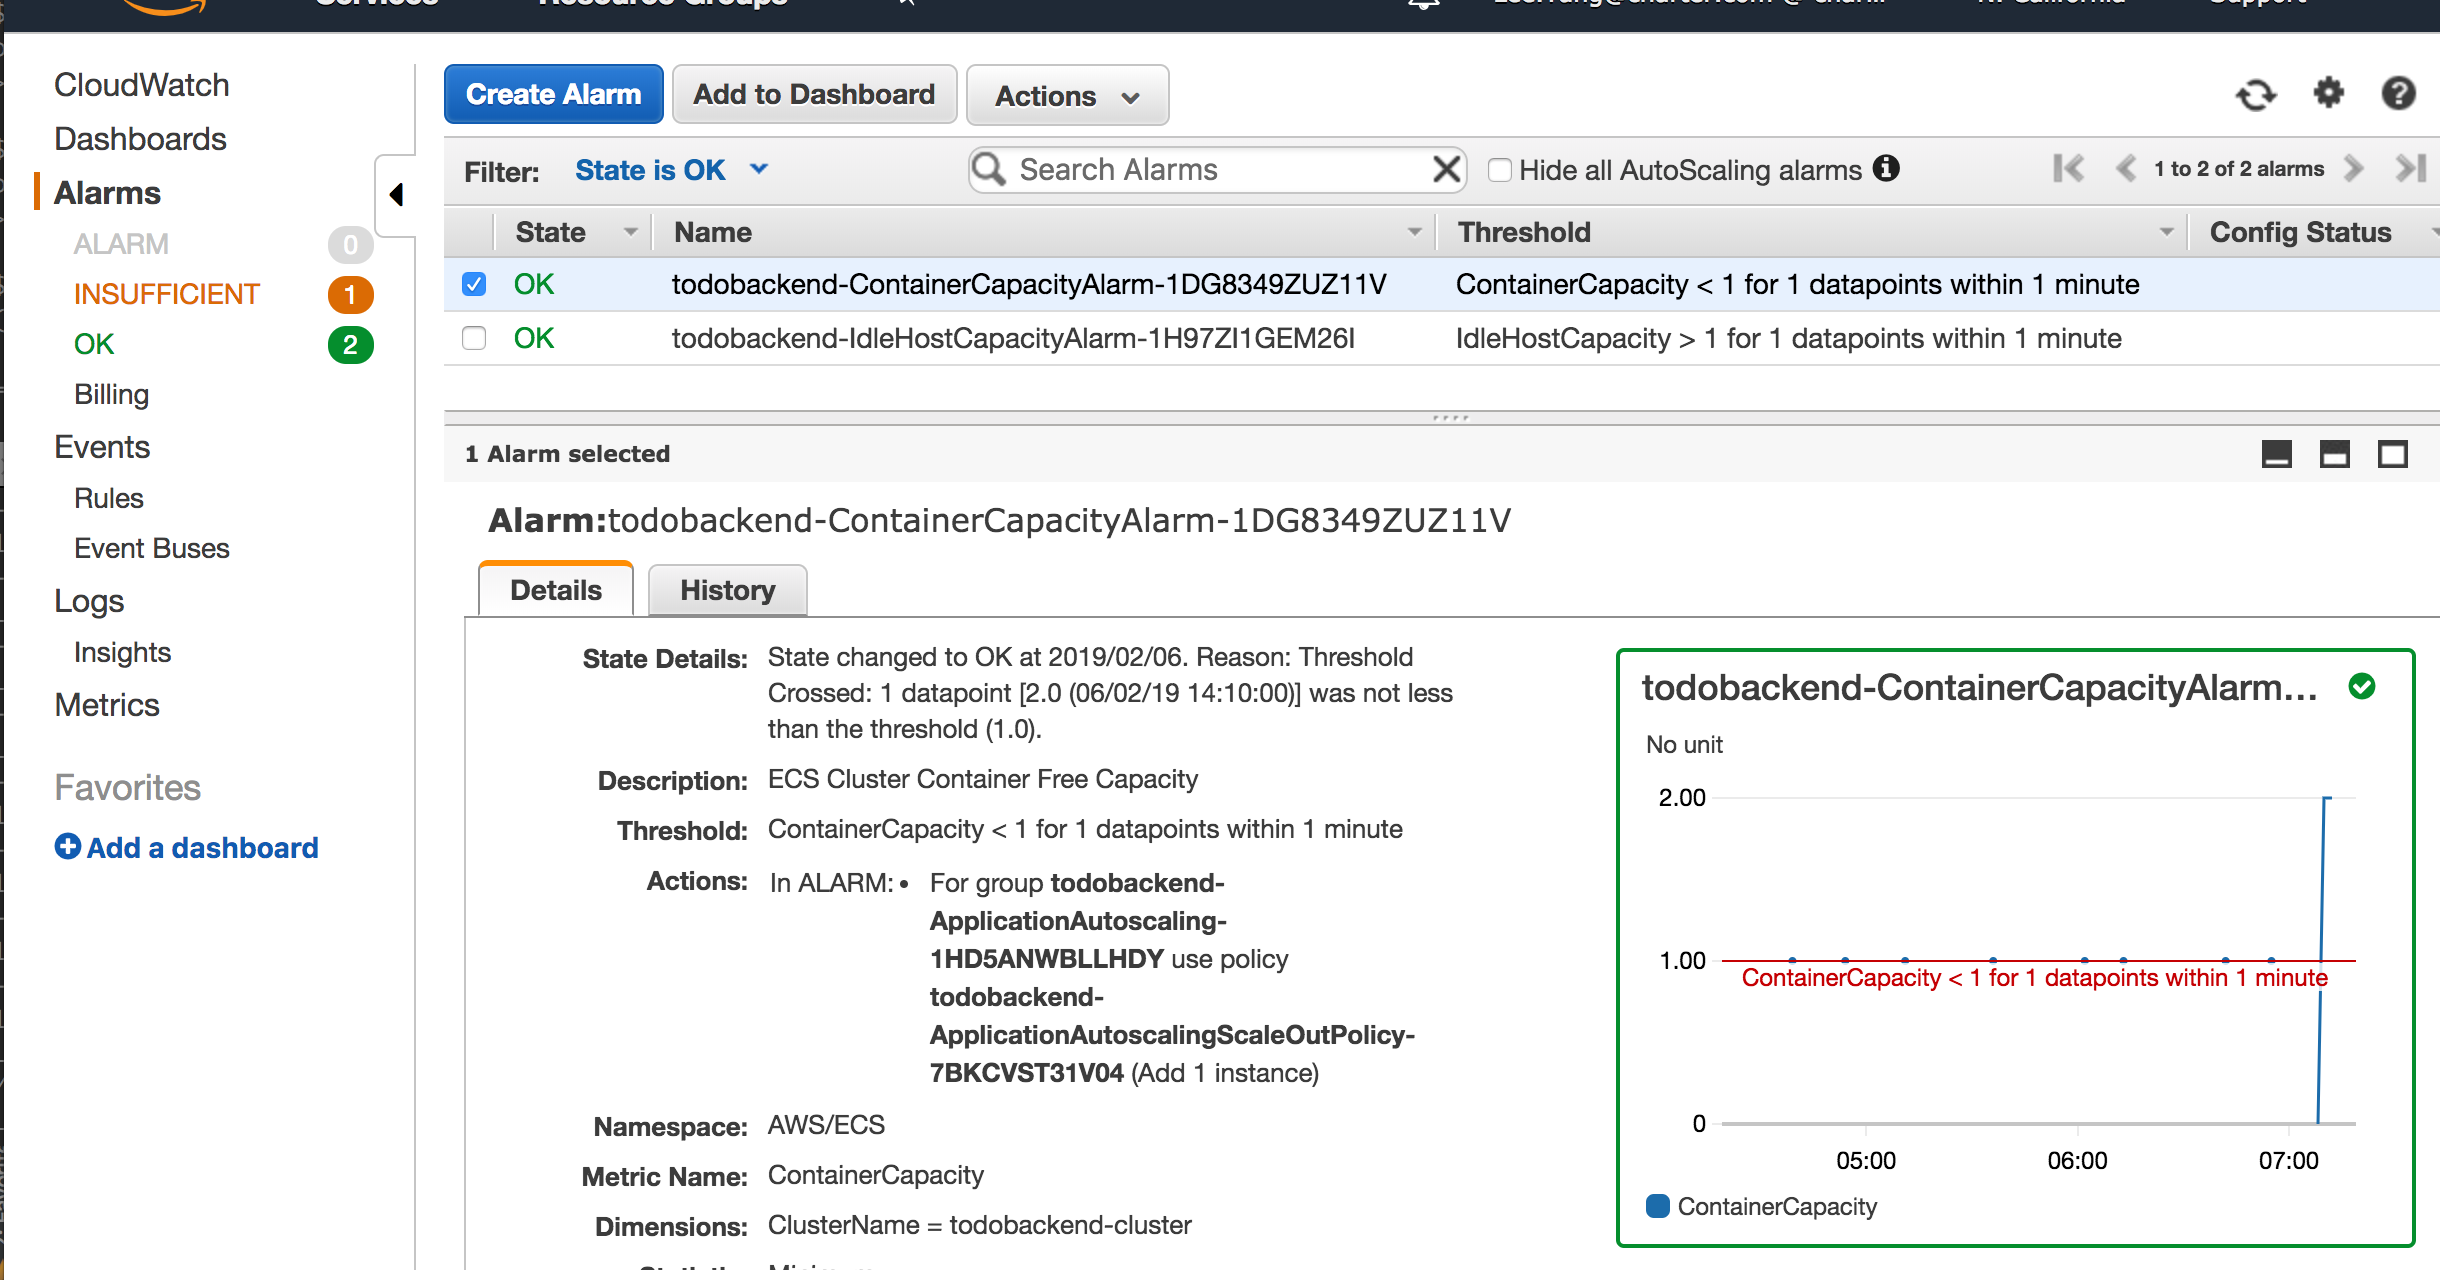 Services Resource Groups Support
CloudWatch
Dashboards
Alarms
ALARM 0
INSUFFICIENT 1
OK 2
Billing
Events
Rules
Event Buses
Logs
Insights
Metrics
Favorites
Add a dashboard
Create Alarm Add to Dashboard Actions
Filter: State is OK Search Alarms Hide all AutoScaling alarms 1 to 2 of 2 alarms
State Name Threshold Config Status
OK todobackend-ContainerCapacityAlarm-1DG8349ZUZ11V ContainerCapacity < 1 for 1 datapoints within 1 minute
OK todobackend-IdleHostCapacityAlarm-1H97ZI1GEM26I IdleHostCapacity > 1 for 1 datapoints within 1 minute
1 Alarm selected
Alarm:todobackend-ContainerCapacityAlarm-1DG8349ZUZ11V
Details History
State Details: State changed to OK at 2019/02/06. Reason: Threshold
Crossed: 1 datapoint [2.0 (06/02/19 14:10:00)] was not less
than the threshold (1.0).
Description: ECS Cluster Container Free Capacity
Threshold: ContainerCapacity < 1 for 1 datapoints within 1 minute
Actions: In ALARM: • For group todobackend-
ApplicationAutoscaling-
1HD5ANWBLLHDY use policy
todobackend-
ApplicationAutoscalingScaleOutPolicy-
7BKCVST31V04 (Add 1 instance)
Namespace: AWS/ECS
Metric Name: ContainerCapacity
Dimensions: ClusterName = todobackend-cluster
todobackend-ContainerCapacityAlarm...
No unit
2.00
1.00
ContainerCapacity < 1 for 1 datapoints within 1 minute
0
05:00 06:00 07:00
ContainerCapacity